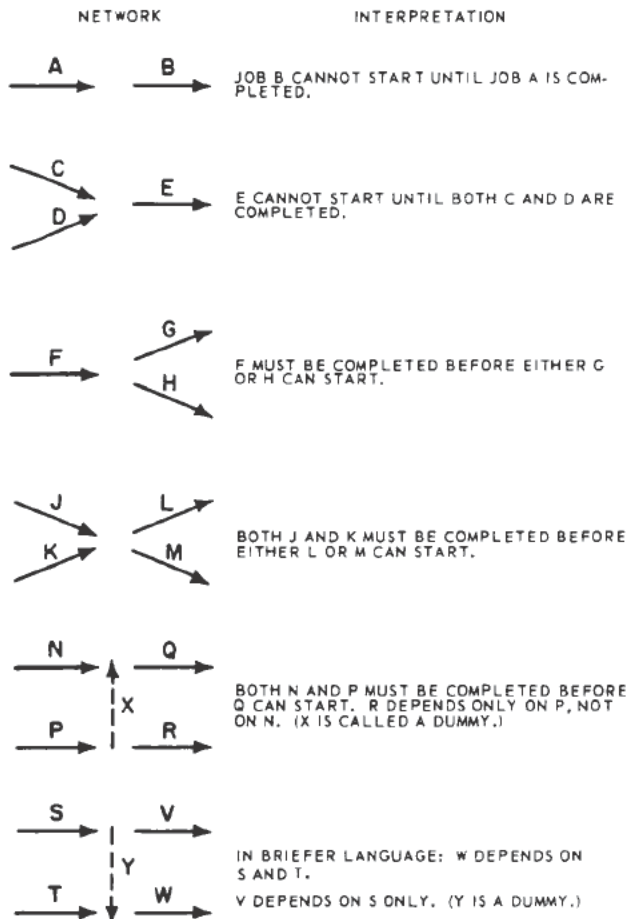 NETWORK INTERPRETATION
A B
JOB B CANNOT START UNTIL JOB A IS COM-
PLETED.
C
E
D
E CANNOT START UNTIL BOTH C AND D ARE
COMPLETED.
G
F
H
F MUST BE COMPLETED BEFORE EITHER G
OR H CAN START.
J L
K M
BOTH J AND K MUST BE COMPLETED BEFORE
EITHER L OR M CAN START.
N Q
X
P R
BOTH N AND P MUST BE COMPLETED BEFORE
Q CAN START. R DEPENDS ONLY ON P, NOT
ON N. (X IS CALLED A DUMMY.)
S V
Y
T W
IN BRIEFER LANGUAGE: W DEPENDS ON
S AND T.
V DEPENDS ON S ONLY. (Y IS A DUMMY.)